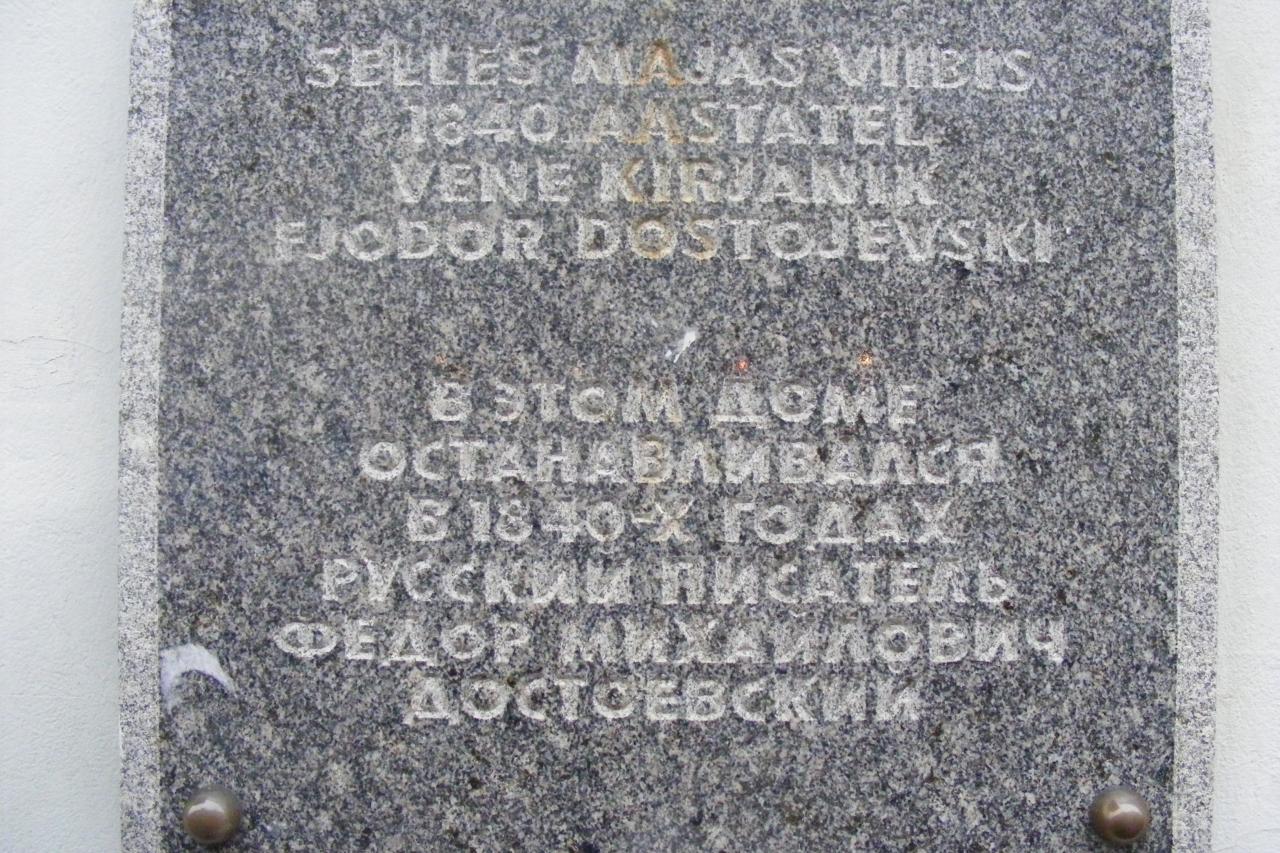 SELLES MAJAS VIIBIS
1840. AASTATEL
VENE KIRJANIK
FJODOR DOSTOJEVSKI
В ЭТОМ ДОМЕ
ОСТАНАВЛИВАЛСЯ
В 1840-Х ГОДАХ
РУССКИЙ ПИСАТЕЛЬ
ФЕДОР МИХАЙЛОВИЧ
ДОСТОЕВСКИЙ